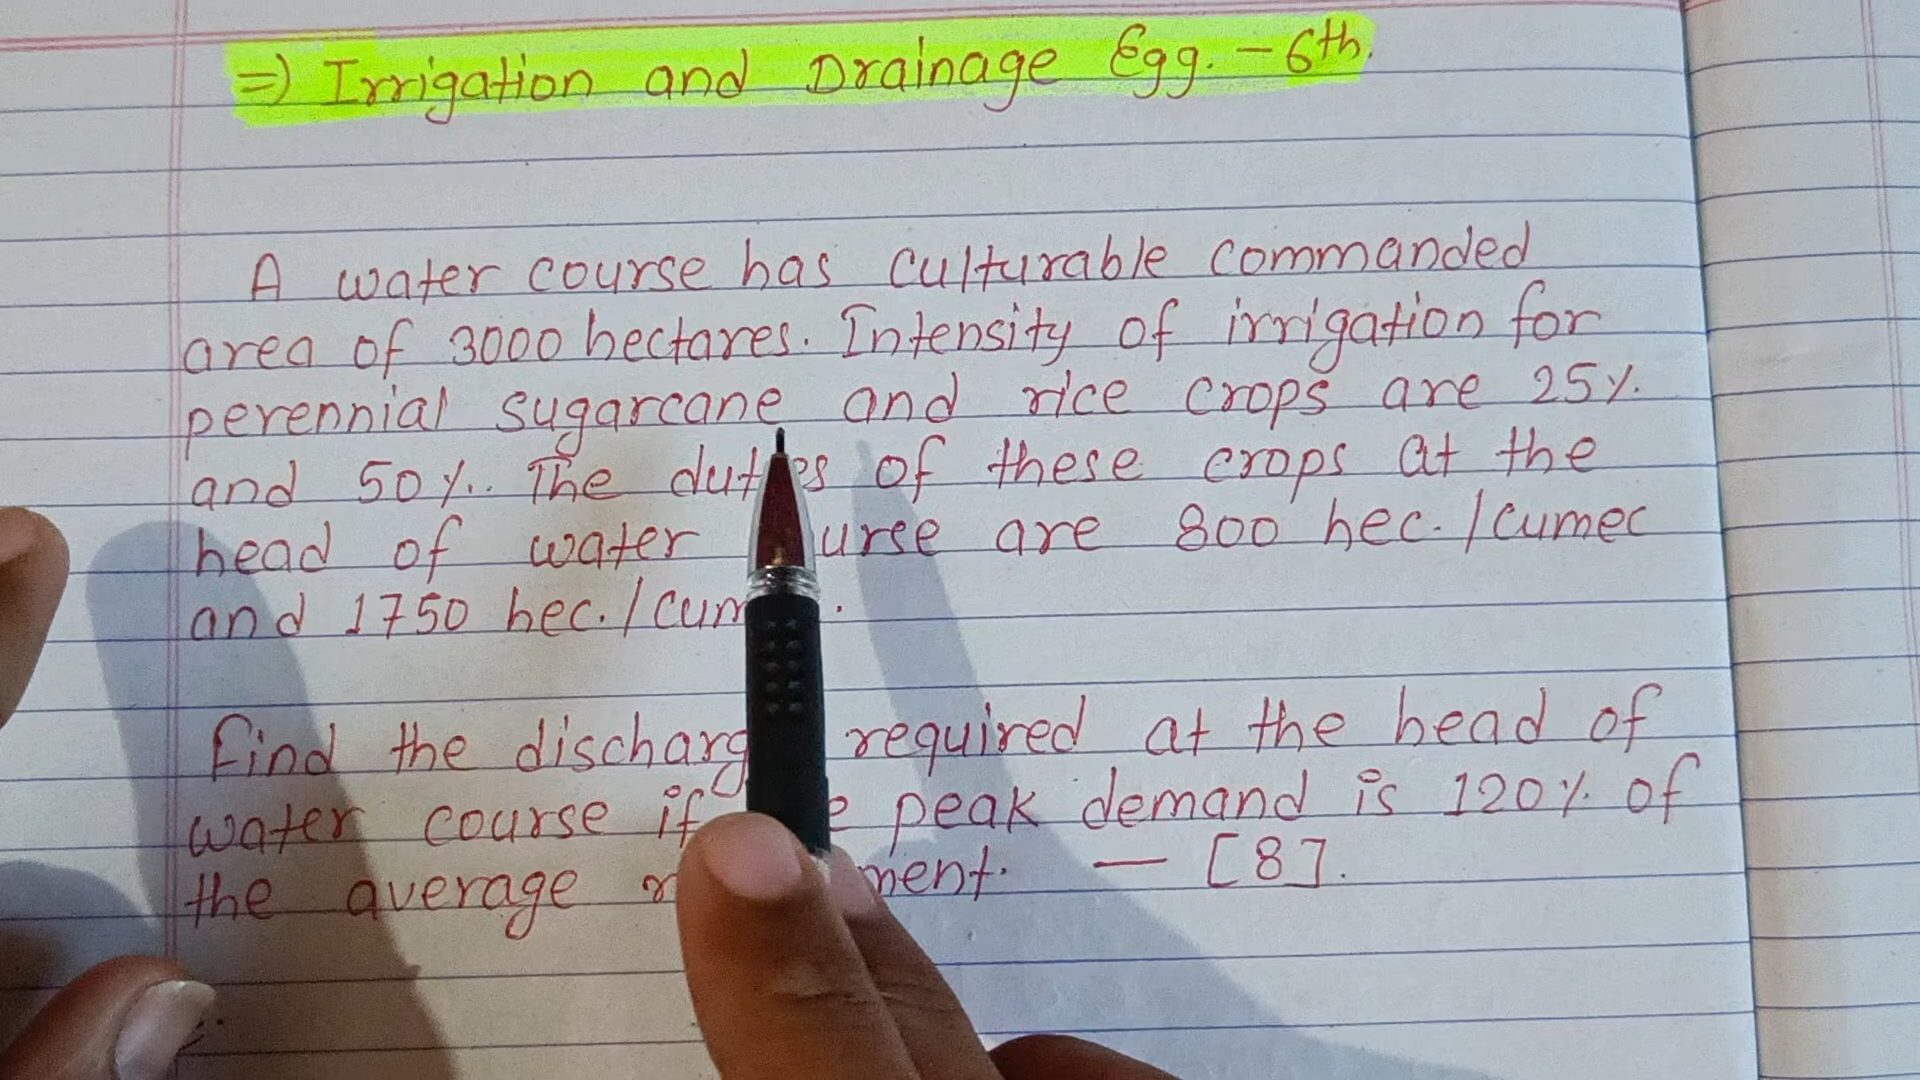 =) Irrigation and Drainage Egg. - 6th.
A water course has culturable commanded
area of 3000 hectares. Intensity of irrigation for
perennial sugarcane and rice crops are 25%
and 50%. The duties of these crops at the
head of water urse are 800 hec. / cumec
and 1750 hec. / cum .
find the discharg required at the head of
water course if e peak demand is 120% of
the average r ment. — [8].